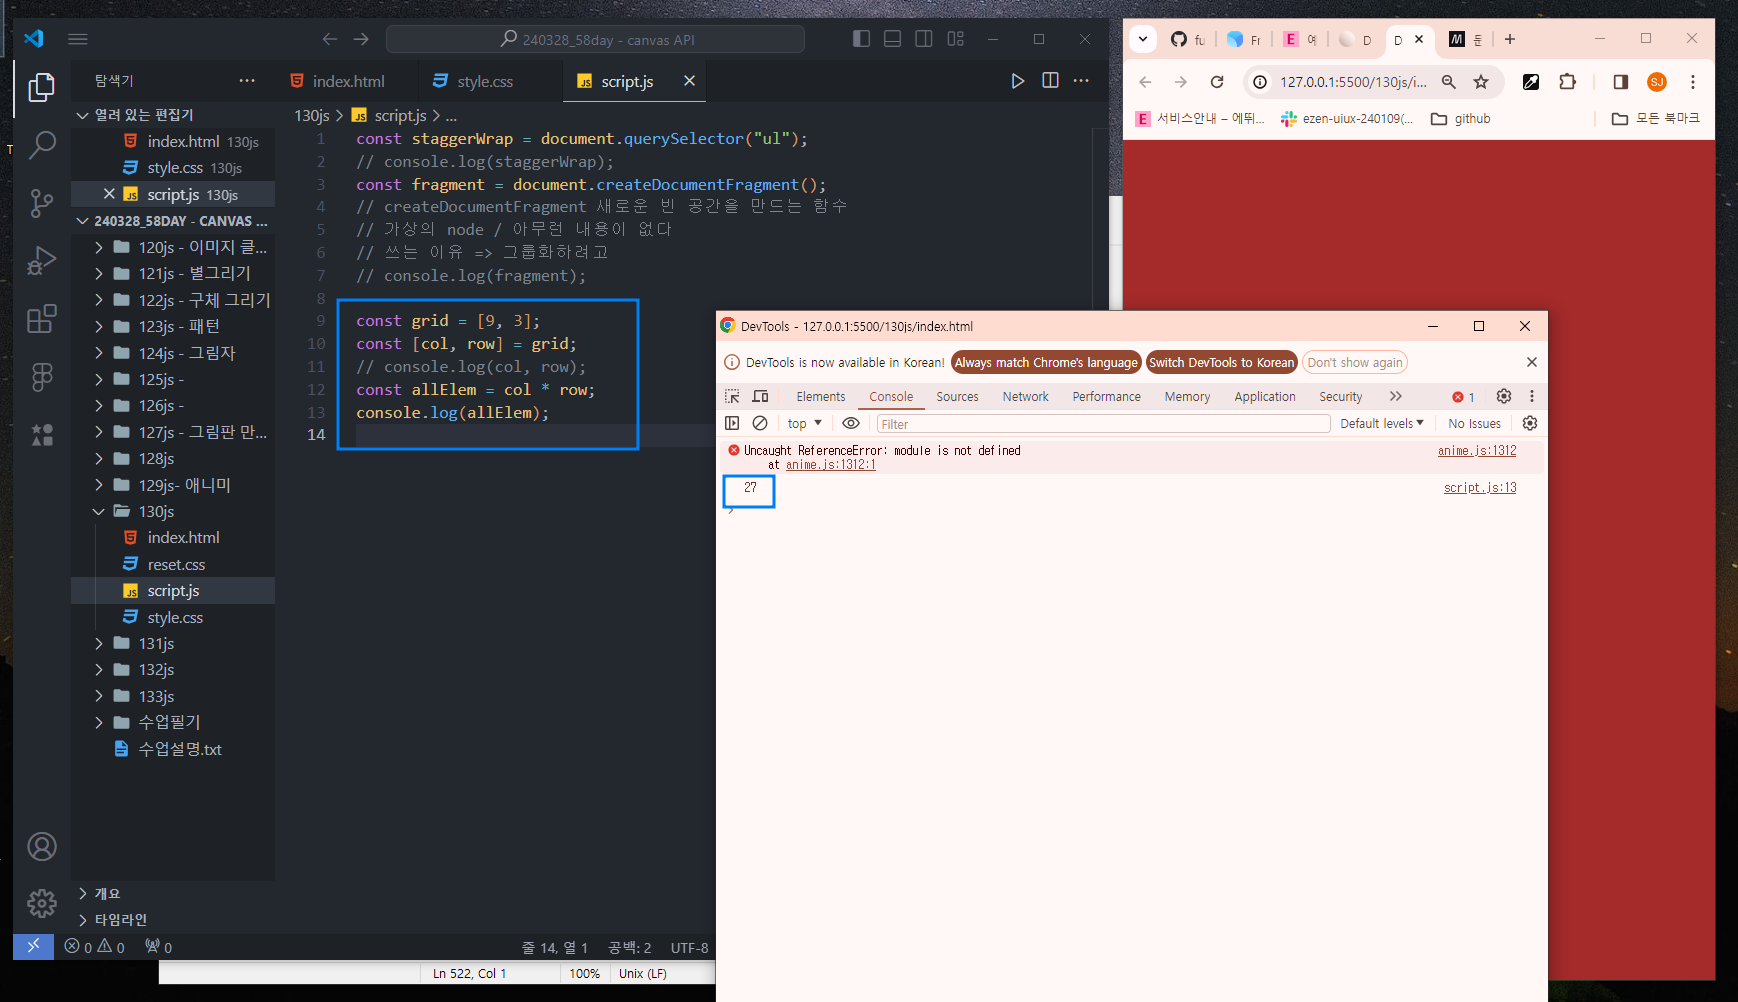 240328_58day - canvas API
탐색기
index.html
style.css
script.js
열려 있는 편집기
index.html 130js
style.css 130js
script.js 130js
240328_58DAY - CANVAS ...
120js - 이미지 클...
121js - 별그리기
122js - 구체 그리기
123js - 패턴
124js - 그림자
125js -
126js -
127js - 그림판 만...
128js
129js- 애니미
130js
index.html
reset.css
script.js
style.css
131js
132js
133js
수업필기
수업설명.txt
개요
타임라인
130js > script.js > ...
1 const staggerWrap = document.querySelector("ul");
2 // console.log(staggerWrap);
3 const fragment = document.createDocumentFragment();
4 // createDocumentFragment 새로운 빈 공간을 만드는 함수
5 // 가상의 node / 아무런 내용이 없다
6 // 쓰는 이유 => 그룹화하려고
7 // console.log(fragment);
8
9 const grid = [9, 3];
10 const [col, row] = grid;
11 // console.log(col, row);
12 const allElem = col * row;
13 console.log(allElem);
14
0 0 0
줄 14, 열 1 공백: 2 UTF-8
Ln 522, Col 1 100% Unix (LF)
fu Fr 예 D D 둔
127.0.0.1:5500/130js/i...
SJ
서비스안내 – 에뛰... ezen-uiux-240109(... github 모든 북마크
DevTools - 127.0.0.1:5500/130js/index.html
DevTools is now available in Korean! Always match Chrome's language Switch DevTools to Korean Don't show again
Elements Console Sources Network Performance Memory Application Security 1
top Filter Default levels No Issues
Uncaught ReferenceError: module is not defined anime.js:1312
at anime.js:1312:1
27 script.js:13